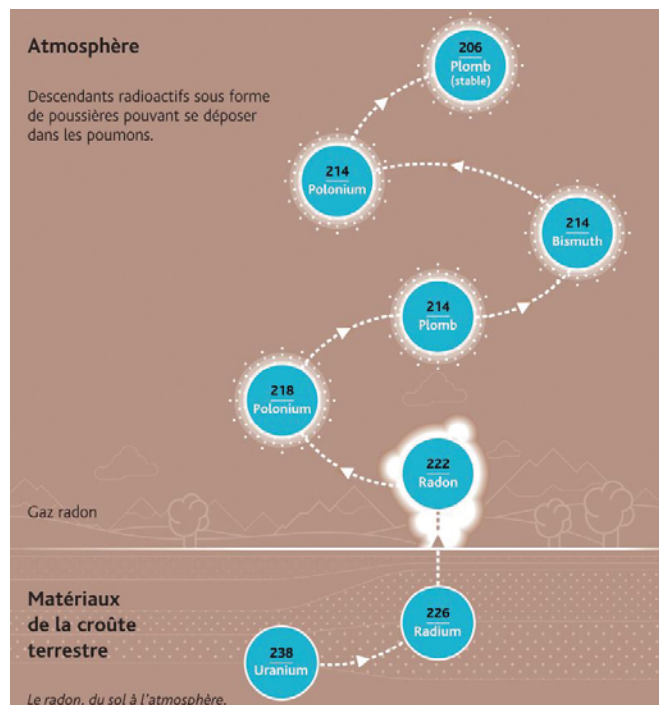 Atmosphère
Descendants radioactifs sous forme
de poussières pouvant se déposer
dans les poumons.
206
Plomb
(stable)
214
Polonium
214
Bismuth
214
Plomb
218
Polonium
222
Radon
Gaz radon
Matériaux
de la croûte
terrestre
226
Radium
238
Uranium
Le radon, du sol à l'atmosphère.